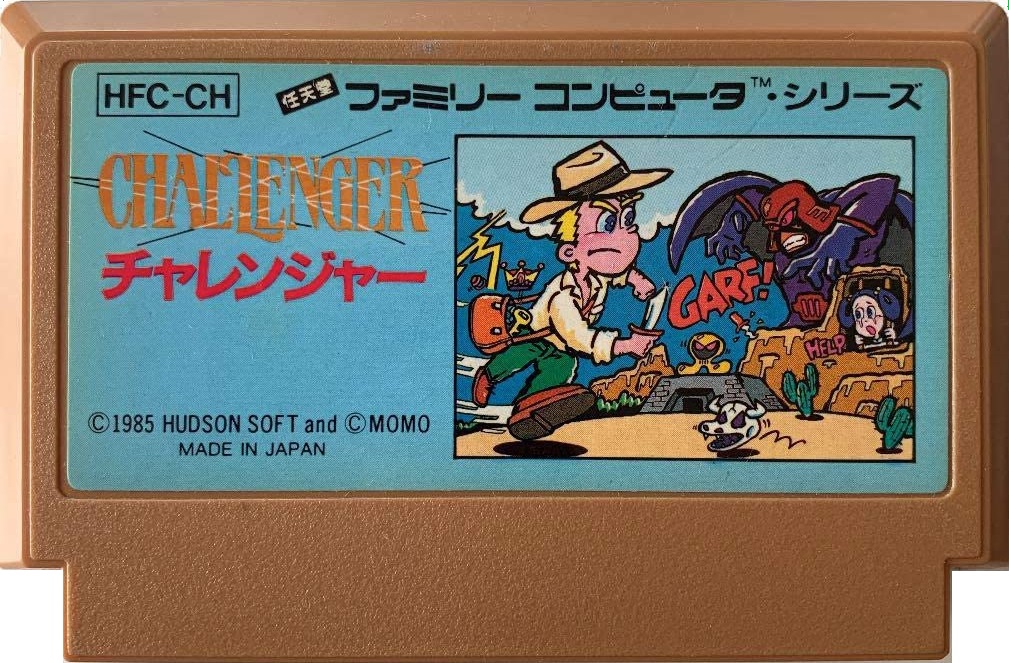 HFC-CH
任天堂 ファミリー コンピュータ™・シリーズ
CHALLENGER
チャレンジャー
GARF!
HELP
©1985 HUDSON SOFT and ©MOMO
MADE IN JAPAN